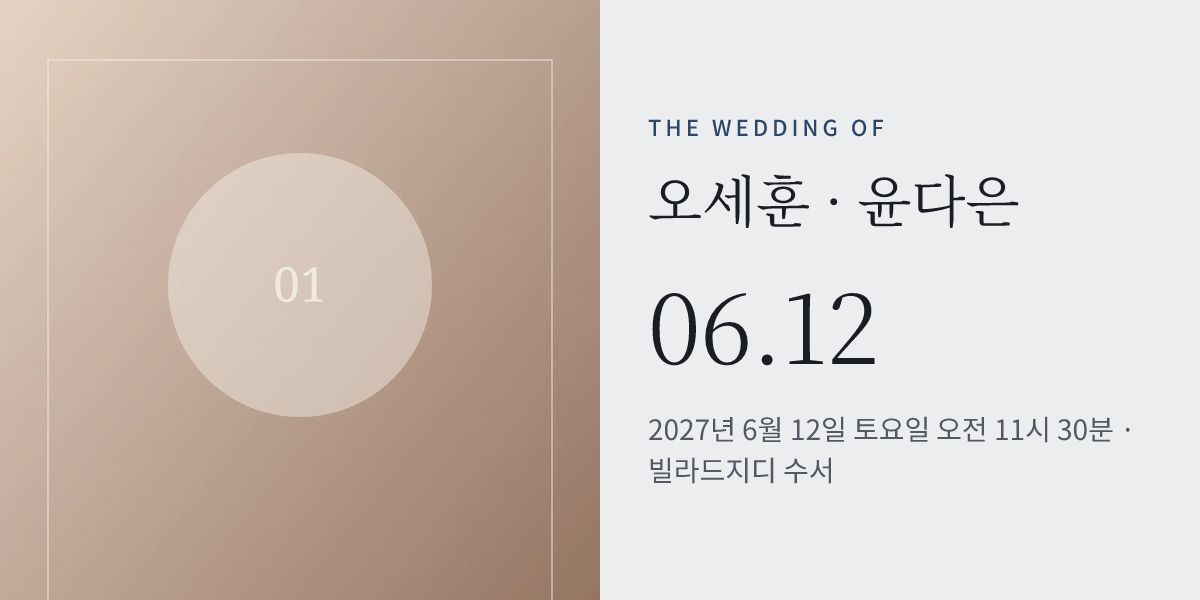 01
THE WEDDING OF
오세훈 · 윤다은
06.12
2027년 6월 12일 토요일 오전 11시 30분 ·
빌라드지디 수서